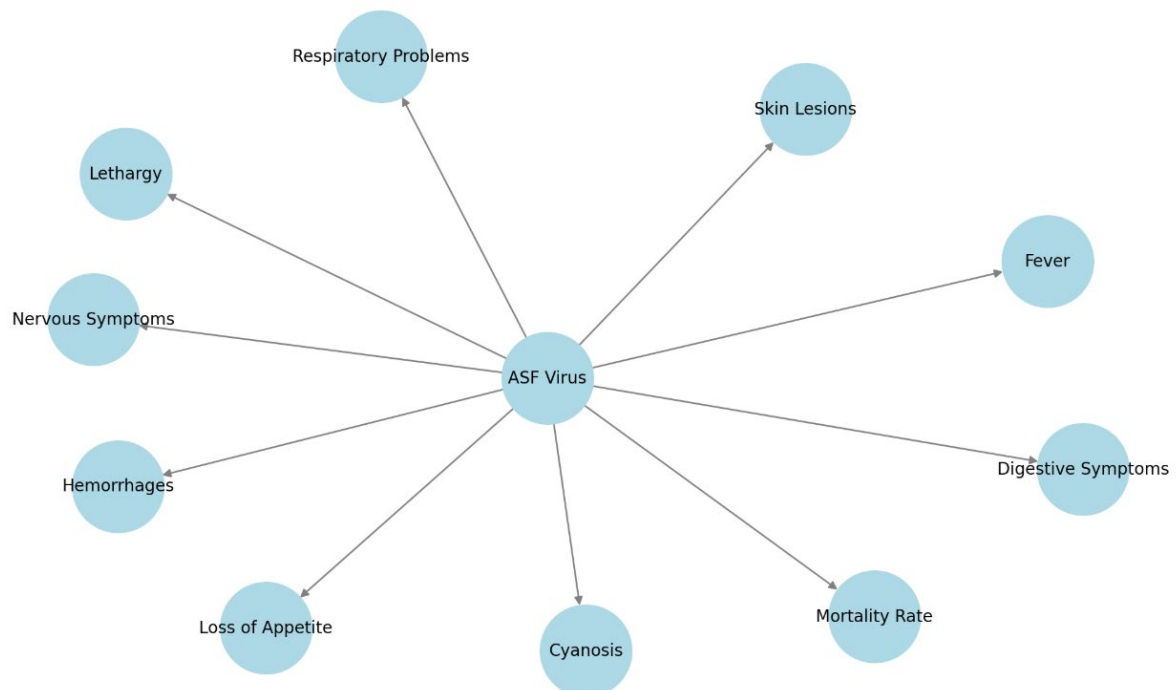 Respiratory Problems
Skin Lesions
Lethargy
Fever
Nervous Symptoms
ASF Virus
Digestive Symptoms
Hemorrhages
Mortality Rate
Loss of Appetite
Cyanosis